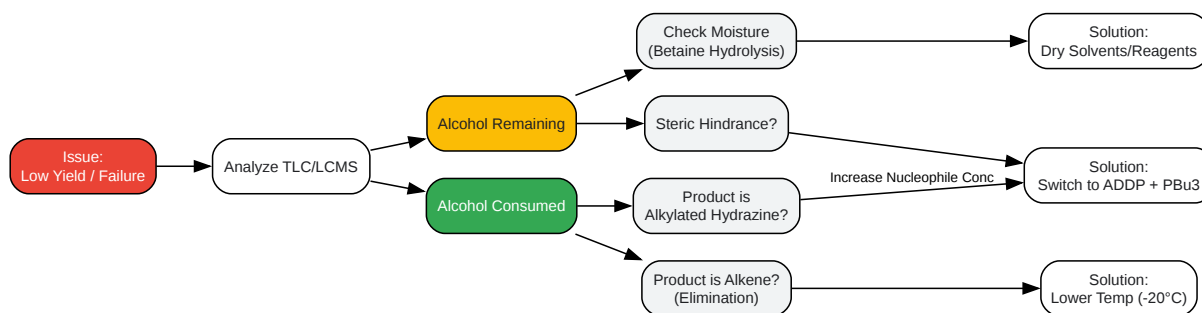 Issue:
Low Yield / Failure
Analyze TLC/LCMS
Alcohol Remaining
Alcohol Consumed
Check Moisture
(Betaine Hydrolysis)
Steric Hindrance?
Product is
Alkylated Hydrazine?
Product is Alkene?
(Elimination)
Increase Nucleophile Conc
Solution:
Dry Solvents/Reagents
Solution:
Switch to ADDP + PBu3
Solution:
Lower Temp (-20°C)